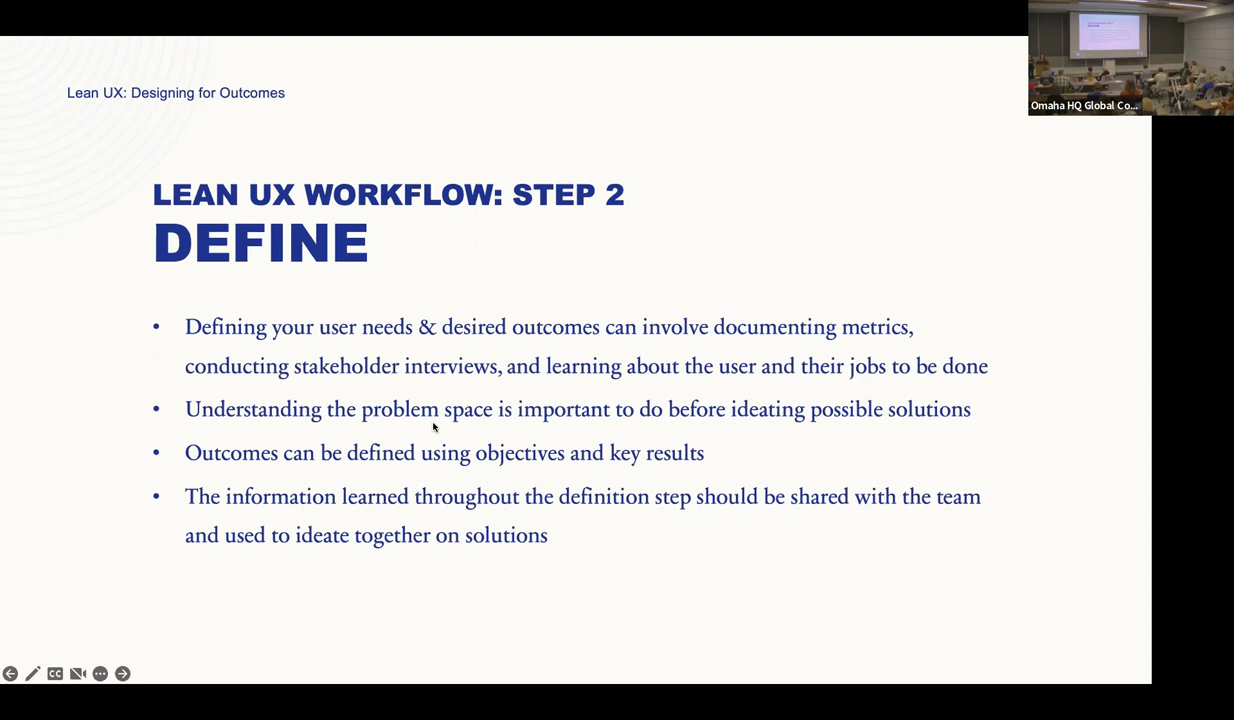 Lean UX: Designing for Outcomes
Omaha HQ Global Co...
LEAN UX WORKFLOW: STEP 2
DEFINE
• Defining your user needs & desired outcomes can involve documenting metrics,
conducting stakeholder interviews, and learning about the user and their jobs to be done
• Understanding the problem space is important to do before ideating possible solutions
• Outcomes can be defined using objectives and key results
• The information learned throughout the definition step should be shared with the team
and used to ideate together on solutions
CC